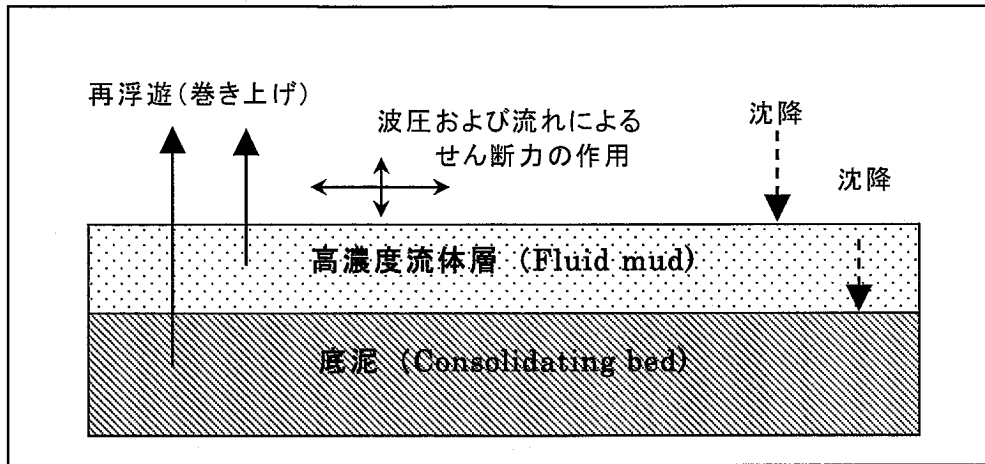 再浮遊(巻き上げ)
波圧および流れによる
せん断力の作用
沈降
沈降
高濃度流体層 (Fluid mud)
底泥 (Consolidating bed)